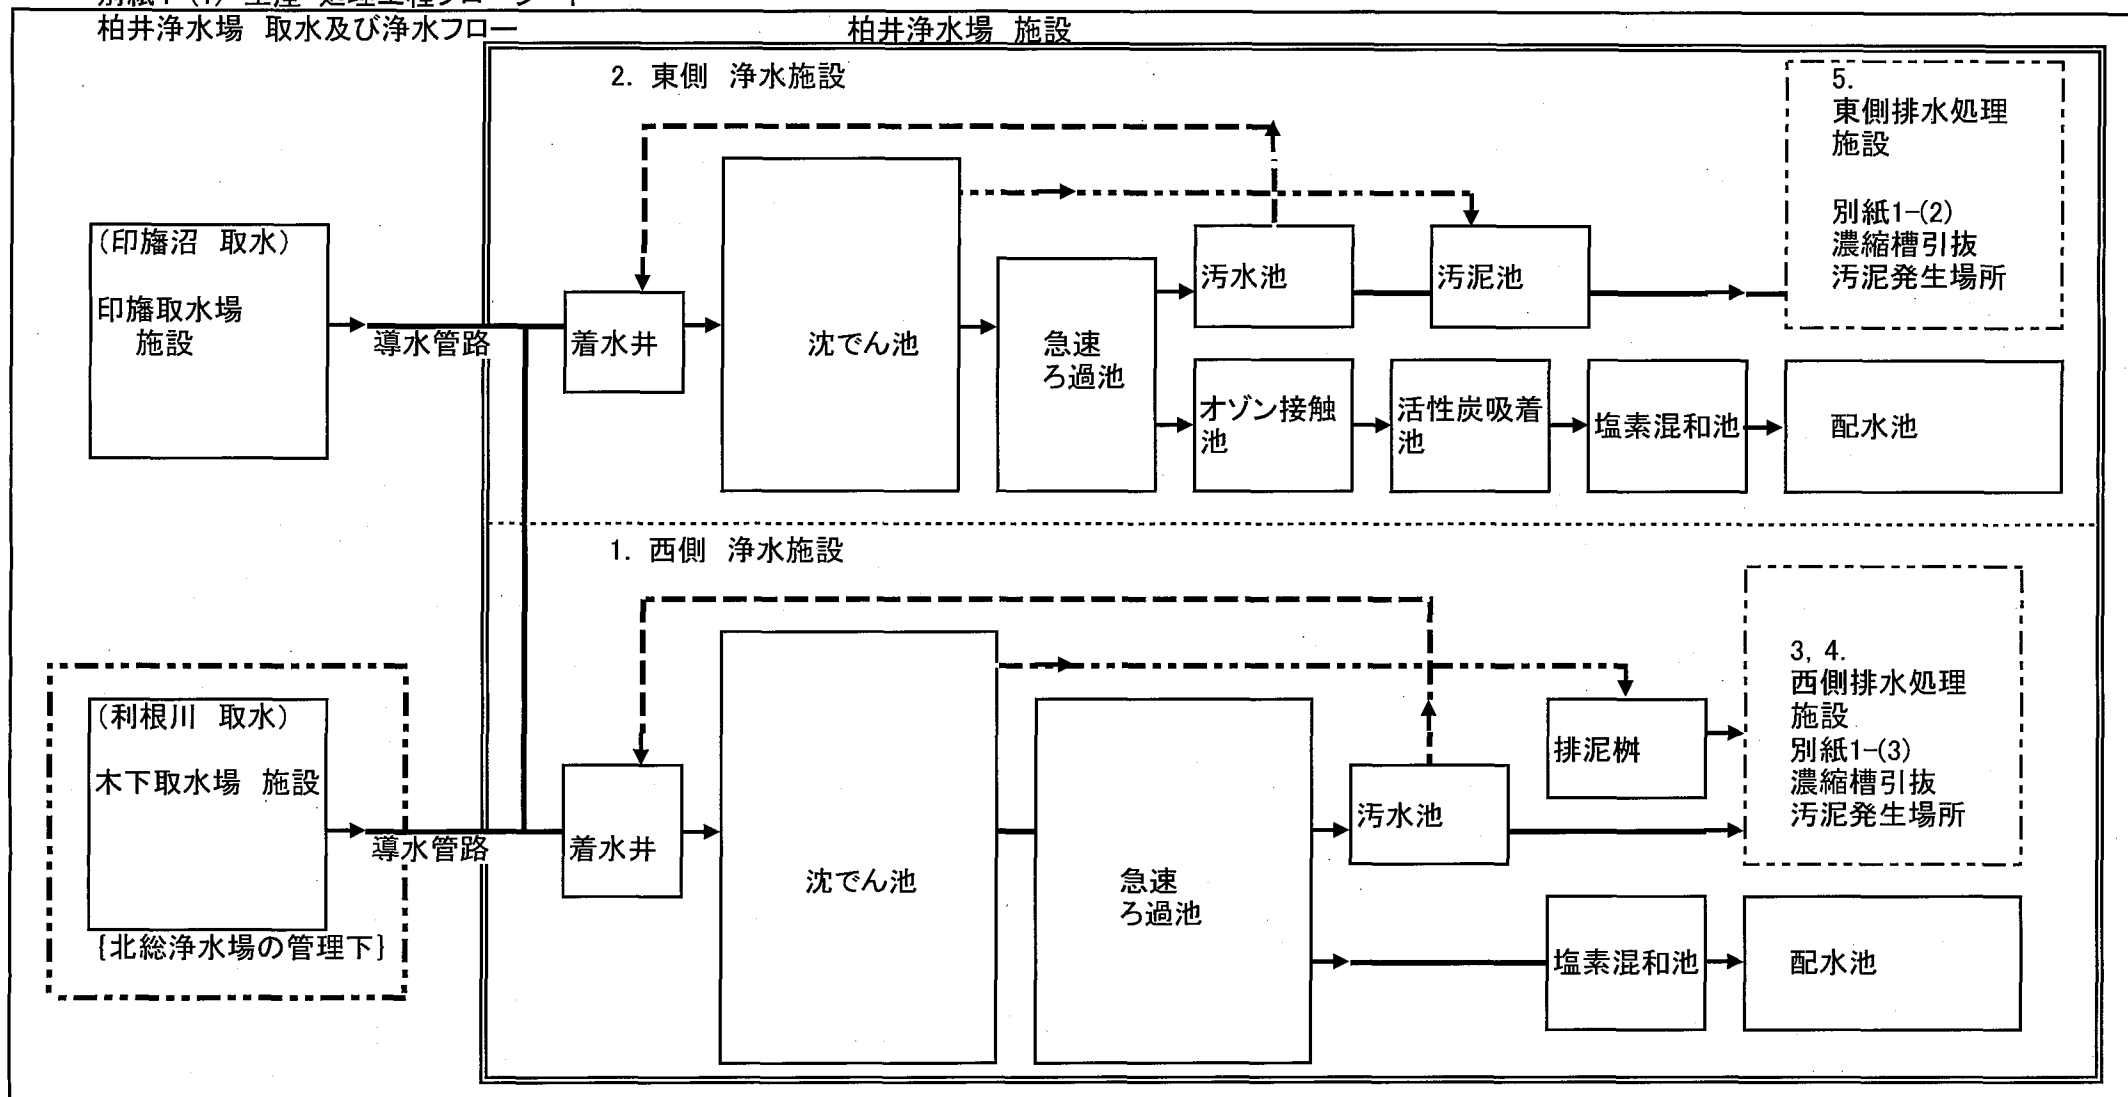 柏井浄水場 取水及び浄水フロー
柏井浄水場 施設
2. 東側 浄水施設
5.
東側排水処理
施設
別紙1-(2)
濃縮槽引抜
汚泥発生場所
(印旛沼 取水)
印旛取水場
施設
導水管路
着水井
沈でん池
急速
ろ過池
汚水池
汚泥池
オゾン接触
池
活性炭吸着
池
塩素混和池
配水池
1. 西側 浄水施設
(利根川 取水)
木下取水場 施設
{北総浄水場の管理下}
導水管路
着水井
沈でん池
急速
ろ過池
汚水池
排泥桝
3, 4.
西側排水処理
施設
別紙1-(3)
濃縮槽引抜
汚泥発生場所
塩素混和池
配水池